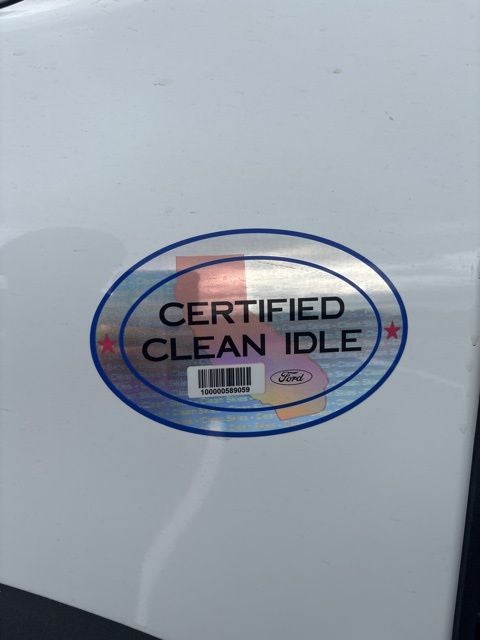 CERTIFIED
CLEAN IDLE
100000589059
Ford